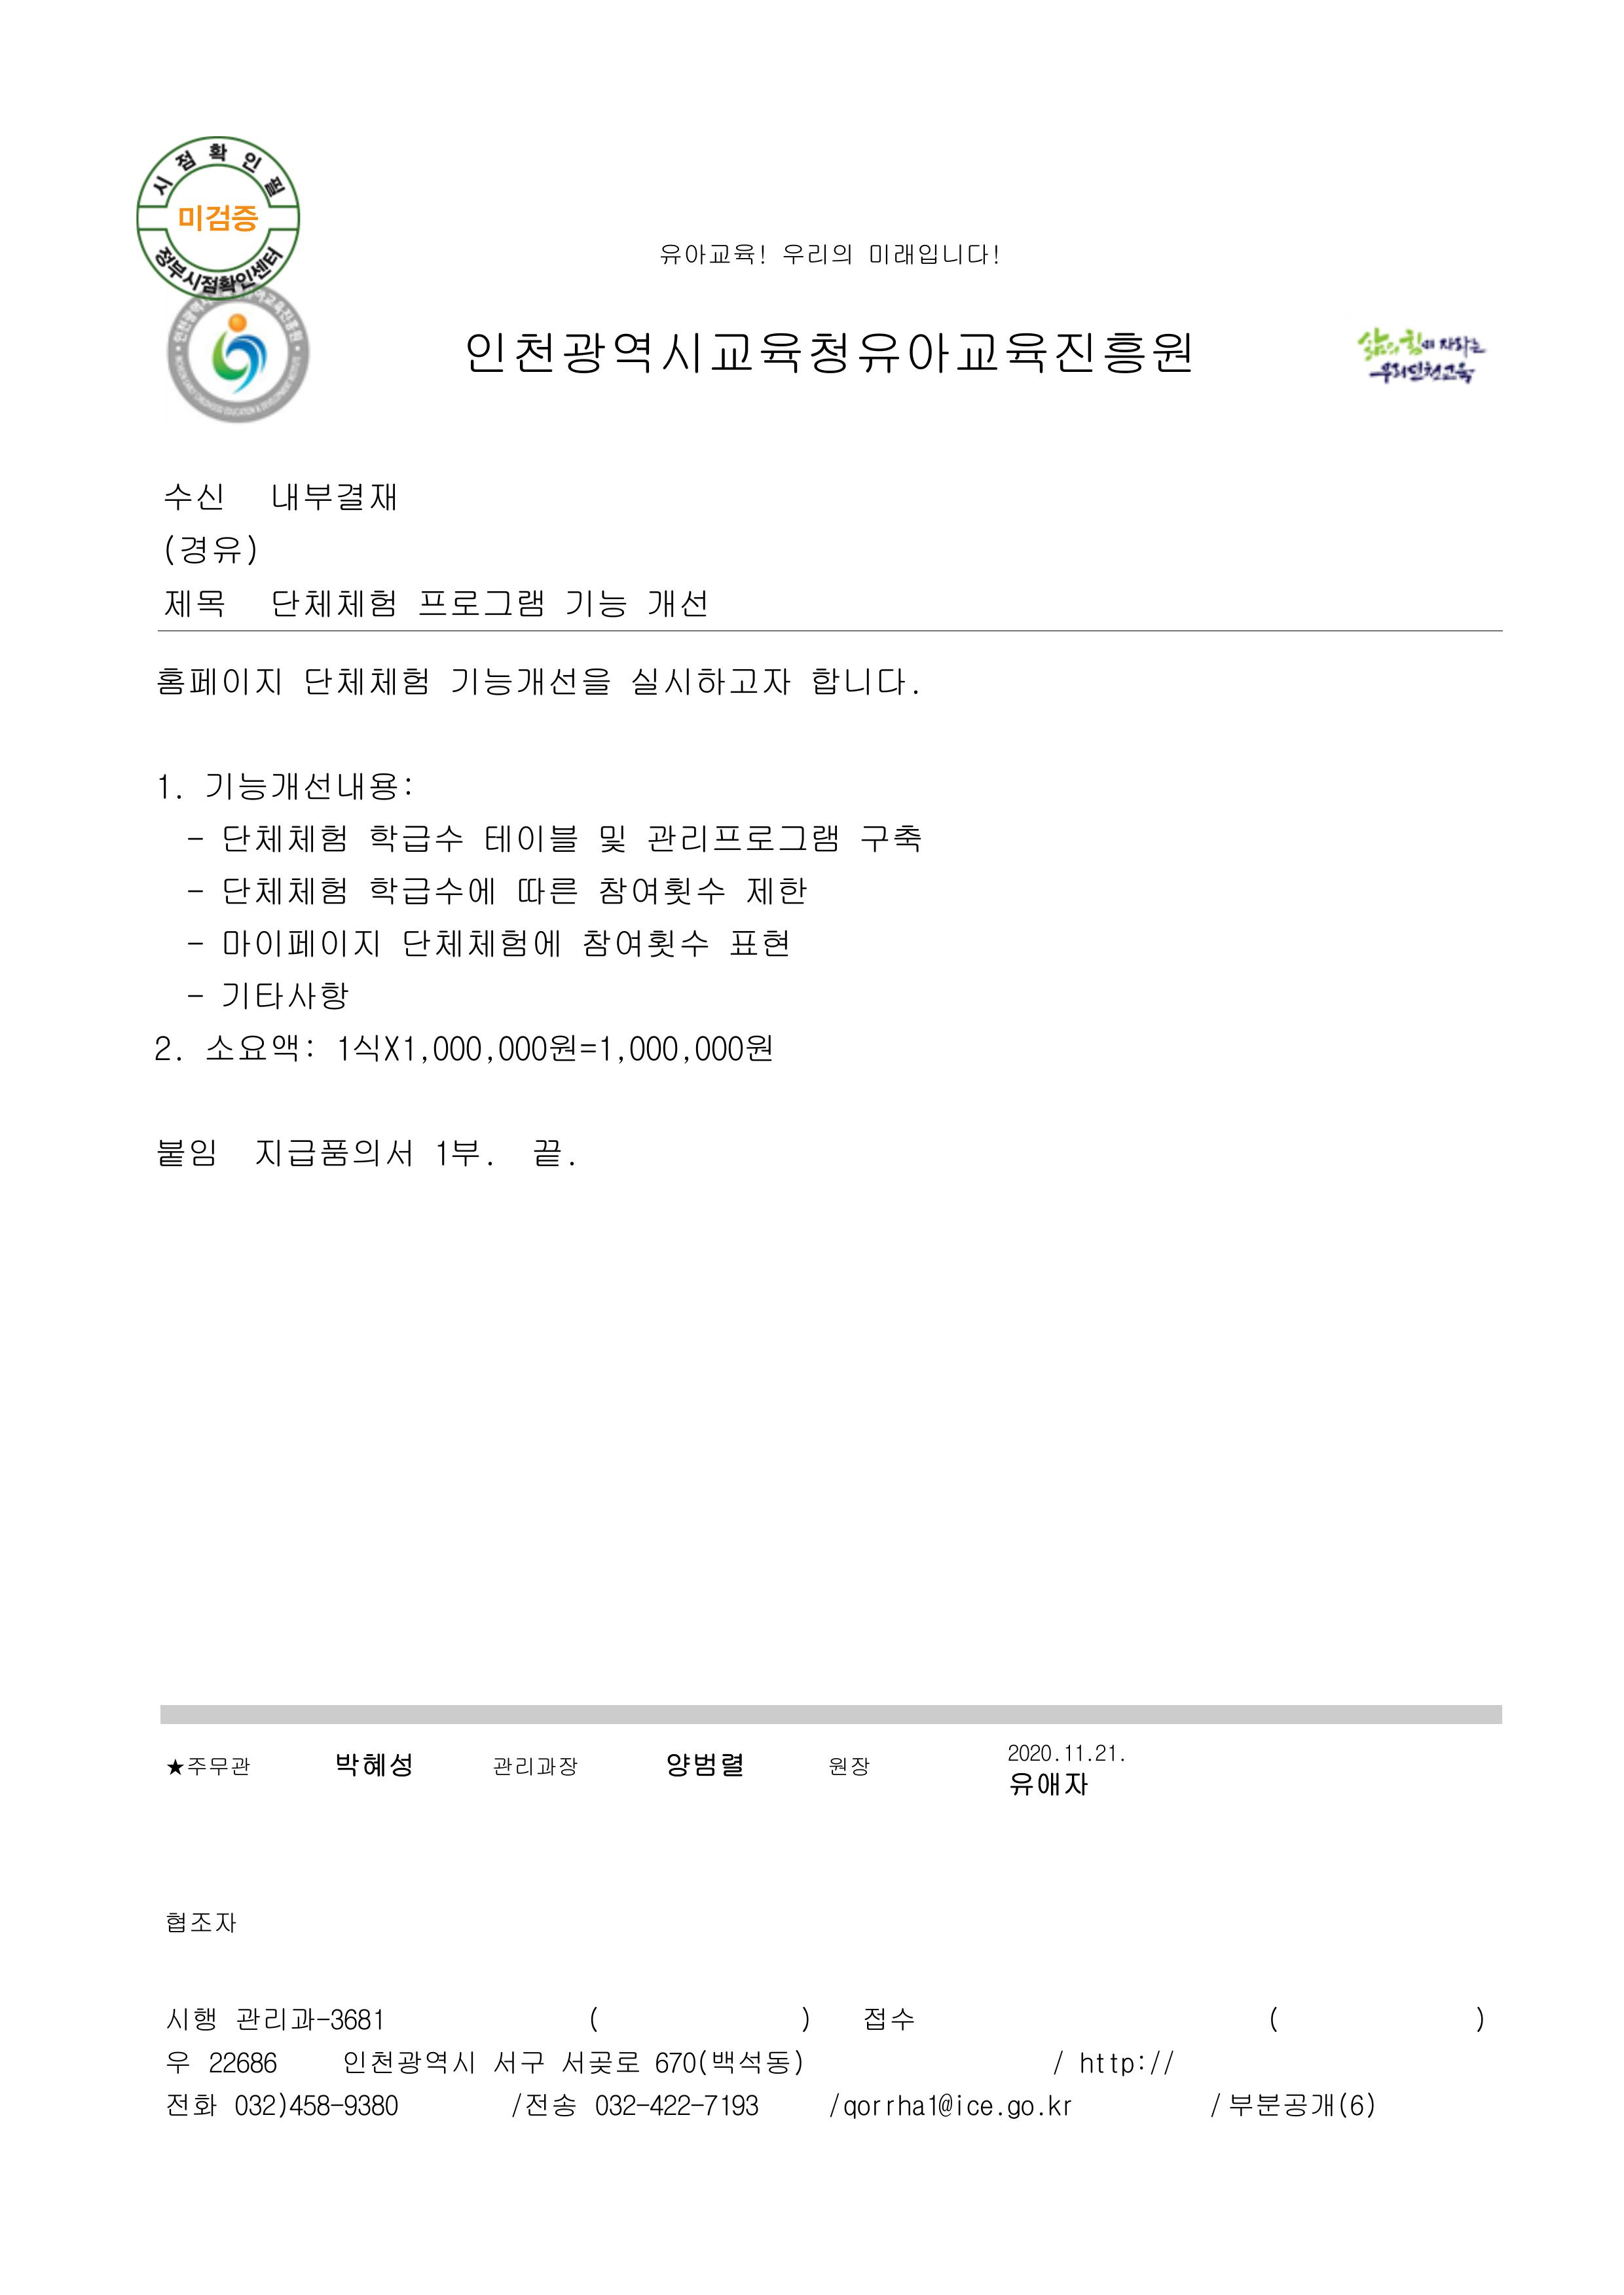 시점확인필
미검증
정부시점확인센터
유아교육! 우리의 미래입니다!
인천광역시교육청유아교육진흥원
삶의 힘이 자라는
우리인천교육
수신 내부결재
(경유)
제목 단체체험 프로그램 기능 개선
홈페이지 단체체험 기능개선을 실시하고자 합니다.
1. 기능개선내용:
- 단체체험 학급수 테이블 및 관리프로그램 구축
- 단체체험 학급수에 따른 참여횟수 제한
- 마이페이지 단체체험에 참여횟수 표현
- 기타사항
2. 소요액: 1식X1,000,000원=1,000,000원
붙임 지급품의서 1부. 끝.
★주무관 박혜성 관리과장 양범렬 원장 2020.11.21.
유애자
협조자
시행 관리과-3681 ( ) 접수 ( )
우 22686 인천광역시 서구 서곶로 670(백석동) / http://
전화 032)458-9380 /전송 032-422-7193 /qorrha1@ice.go.kr / 부분공개(6)